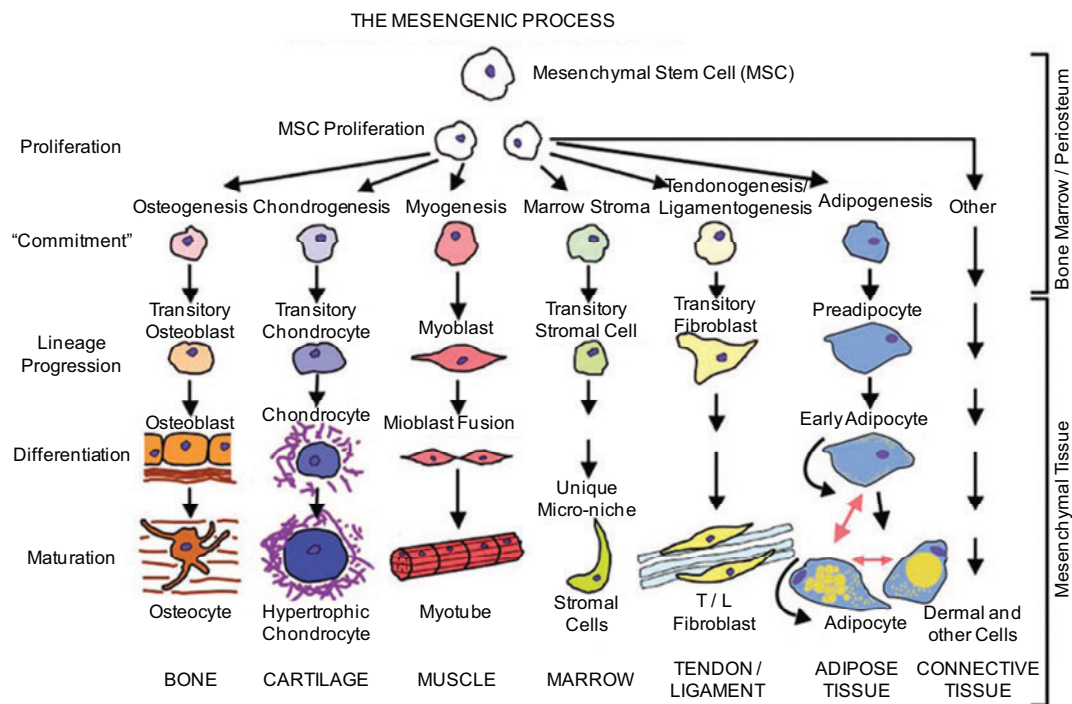 THE MESENGENIC PROCESS
Mesenchymal Stem Cell (MSC)
MSC Proliferation
Proliferation
Osteogenesis
Chondrogenesis
Myogenesis
Marrow Stroma
Tendonogenesis/
Ligamentogenesis
Adipogenesis
Other
“Commitment”
Transitory
Osteoblast
Transitory
Chondrocyte
Myoblast
Transitory
Stromal Cell
Transitory
Fibroblast
Preadipocyte
Lineage
Progression
Osteoblast
Chondrocyte
Mioblast Fusion
Early Adipocyte
Differentiation
Unique
Micro-niche
Maturation
Osteocyte
Hypertrophic
Chondrocyte
Myotube
Stromal
Cells
T / L
Fibroblast
Adipocyte
Dermal and
other Cells
BONE
CARTILAGE
MUSCLE
MARROW
TENDON /
LIGAMENT
ADIPOSE
TISSUE
CONNECTIVE
TISSUE
Bone Marrow / Periosteum
Mesenchymal Tissue